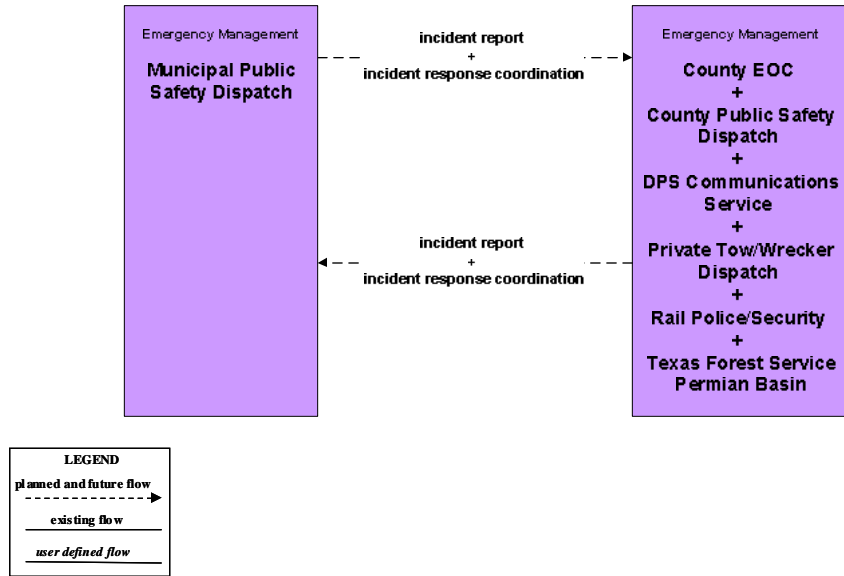 Emergency Management
Municipal Public
Safety Dispatch
incident report
+
incident response coordination
incident report
+
incident response coordination
Emergency Management
County EOC
+
County Public Safety
Dispatch
+
DPS Communications
Service
+
Private Tow/Wrecker
Dispatch
+
Rail Police/Security
+
Texas Forest Service
Permian Basin
LEGEND
planned and future flow
existing flow
user defined flow